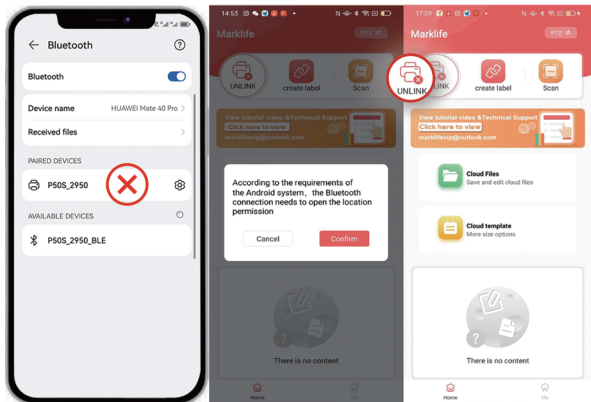 Bluetooth
Bluetooth
Device name HUAWEI Mate 40 Pro
Received files
PAIRED DEVICES
P50S_2950
AVAILABLE DEVICES
P50S_2950_BLE
14:53
Marklife
P12
UNLINK
create label
Scan
View tutorial video &Technical Support
Click here to view
marklifevip@outlook.com
According to the requirements of
the Android system, the Bluetooth
connection needs to open the location
permission
Cancel
Confirm
There is no content
Home
Me
17:09
Marklife
P12
UNLINK
UNLINK
create label
Scan
View tutorial video &Technical Support
Click here to view
marklifevip@outlook.com
Cloud Files
Save and edit cloud files
Cloud template
More size options
There is no content
Home
Me